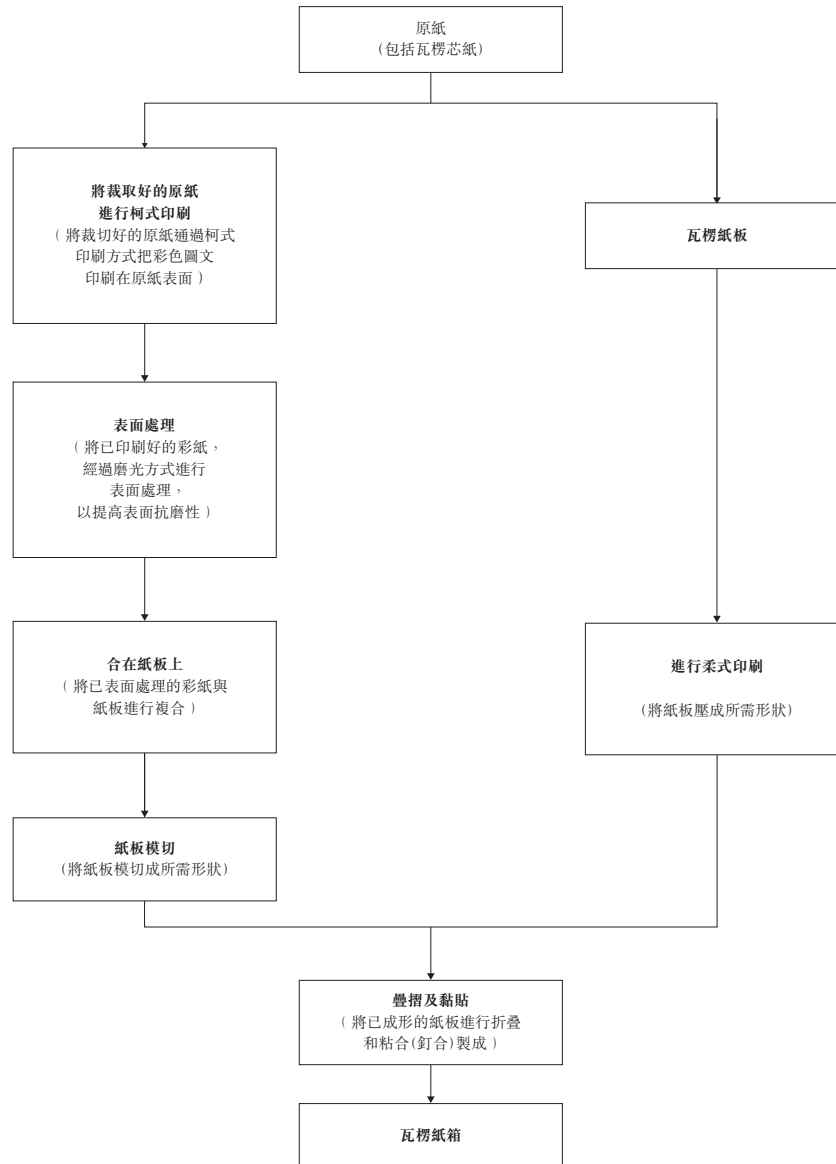 原紙
(包括瓦楞芯紙)
將裁取好的原紙
進行柯式印刷
（將裁切好的原紙通過柯式
印刷方式把彩色圖文
印刷在原紙表面）
瓦楞紙板
表面處理
（將已印刷好的彩紙，
經過磨光方式進行
表面處理，
以提高表面抗磨性）
合在紙板上
（將已表面處理的彩紙與
紙板進行複合）
進行柔式印刷
(將紙板壓成所需形狀)
紙板模切
(將紙板模切成所需形狀)
疊摺及黏貼
（將已成形的紙板進行折叠
和粘合(釘合)製成）
瓦楞紙箱